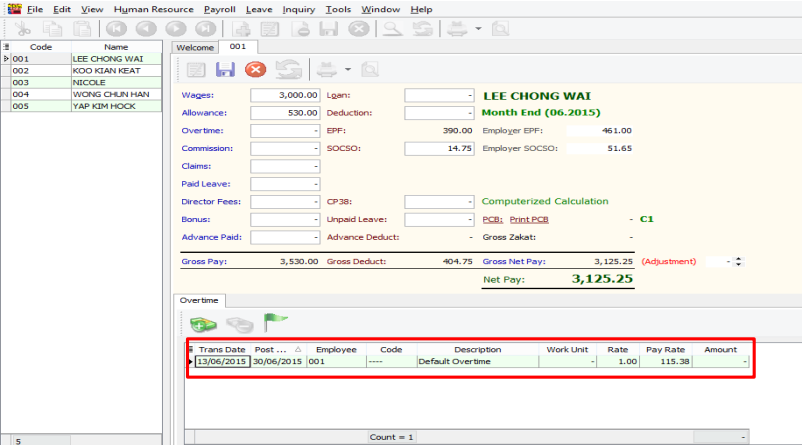 File Edit View Human Resource Payroll Leave Inquiry Tools Window Help
Code Name
001 LEE CHONG WAI
002 KOO KIAN KEAT
003 NICOLE
004 WONG CHUN HAN
005 YAP KIM HOCK
5
Welcome 001
Wages: 3,000.00 Loan: - LEE CHONG WAI
Allowance: 530.00 Deduction: - Month End (06.2015)
Overtime: - EPF: 390.00 Employer EPF: 461.00
Commission: - SOCSO: 14.75 Employer SOCSO: 51.65
Claims: -
Paid Leave: -
Director Fees: - CP38: - Computerized Calculation
Bonus: - Unpaid Leave: - PCB: Print PCB - C1
Advance Paid: - Advance Deduct: - Gross Zakat: -
Gross Pay: 3,530.00 Gross Deduct: 404.75 Gross Net Pay: 3,125.25 (Adjustment) -
Net Pay: 3,125.25
Overtime
Trans Date Post ... Employee Code Description Work Unit Rate Pay Rate Amount
13/06/2015 30/06/2015 001 ---- Default Overtime - 1.00 115.38 -
Count = 1 -